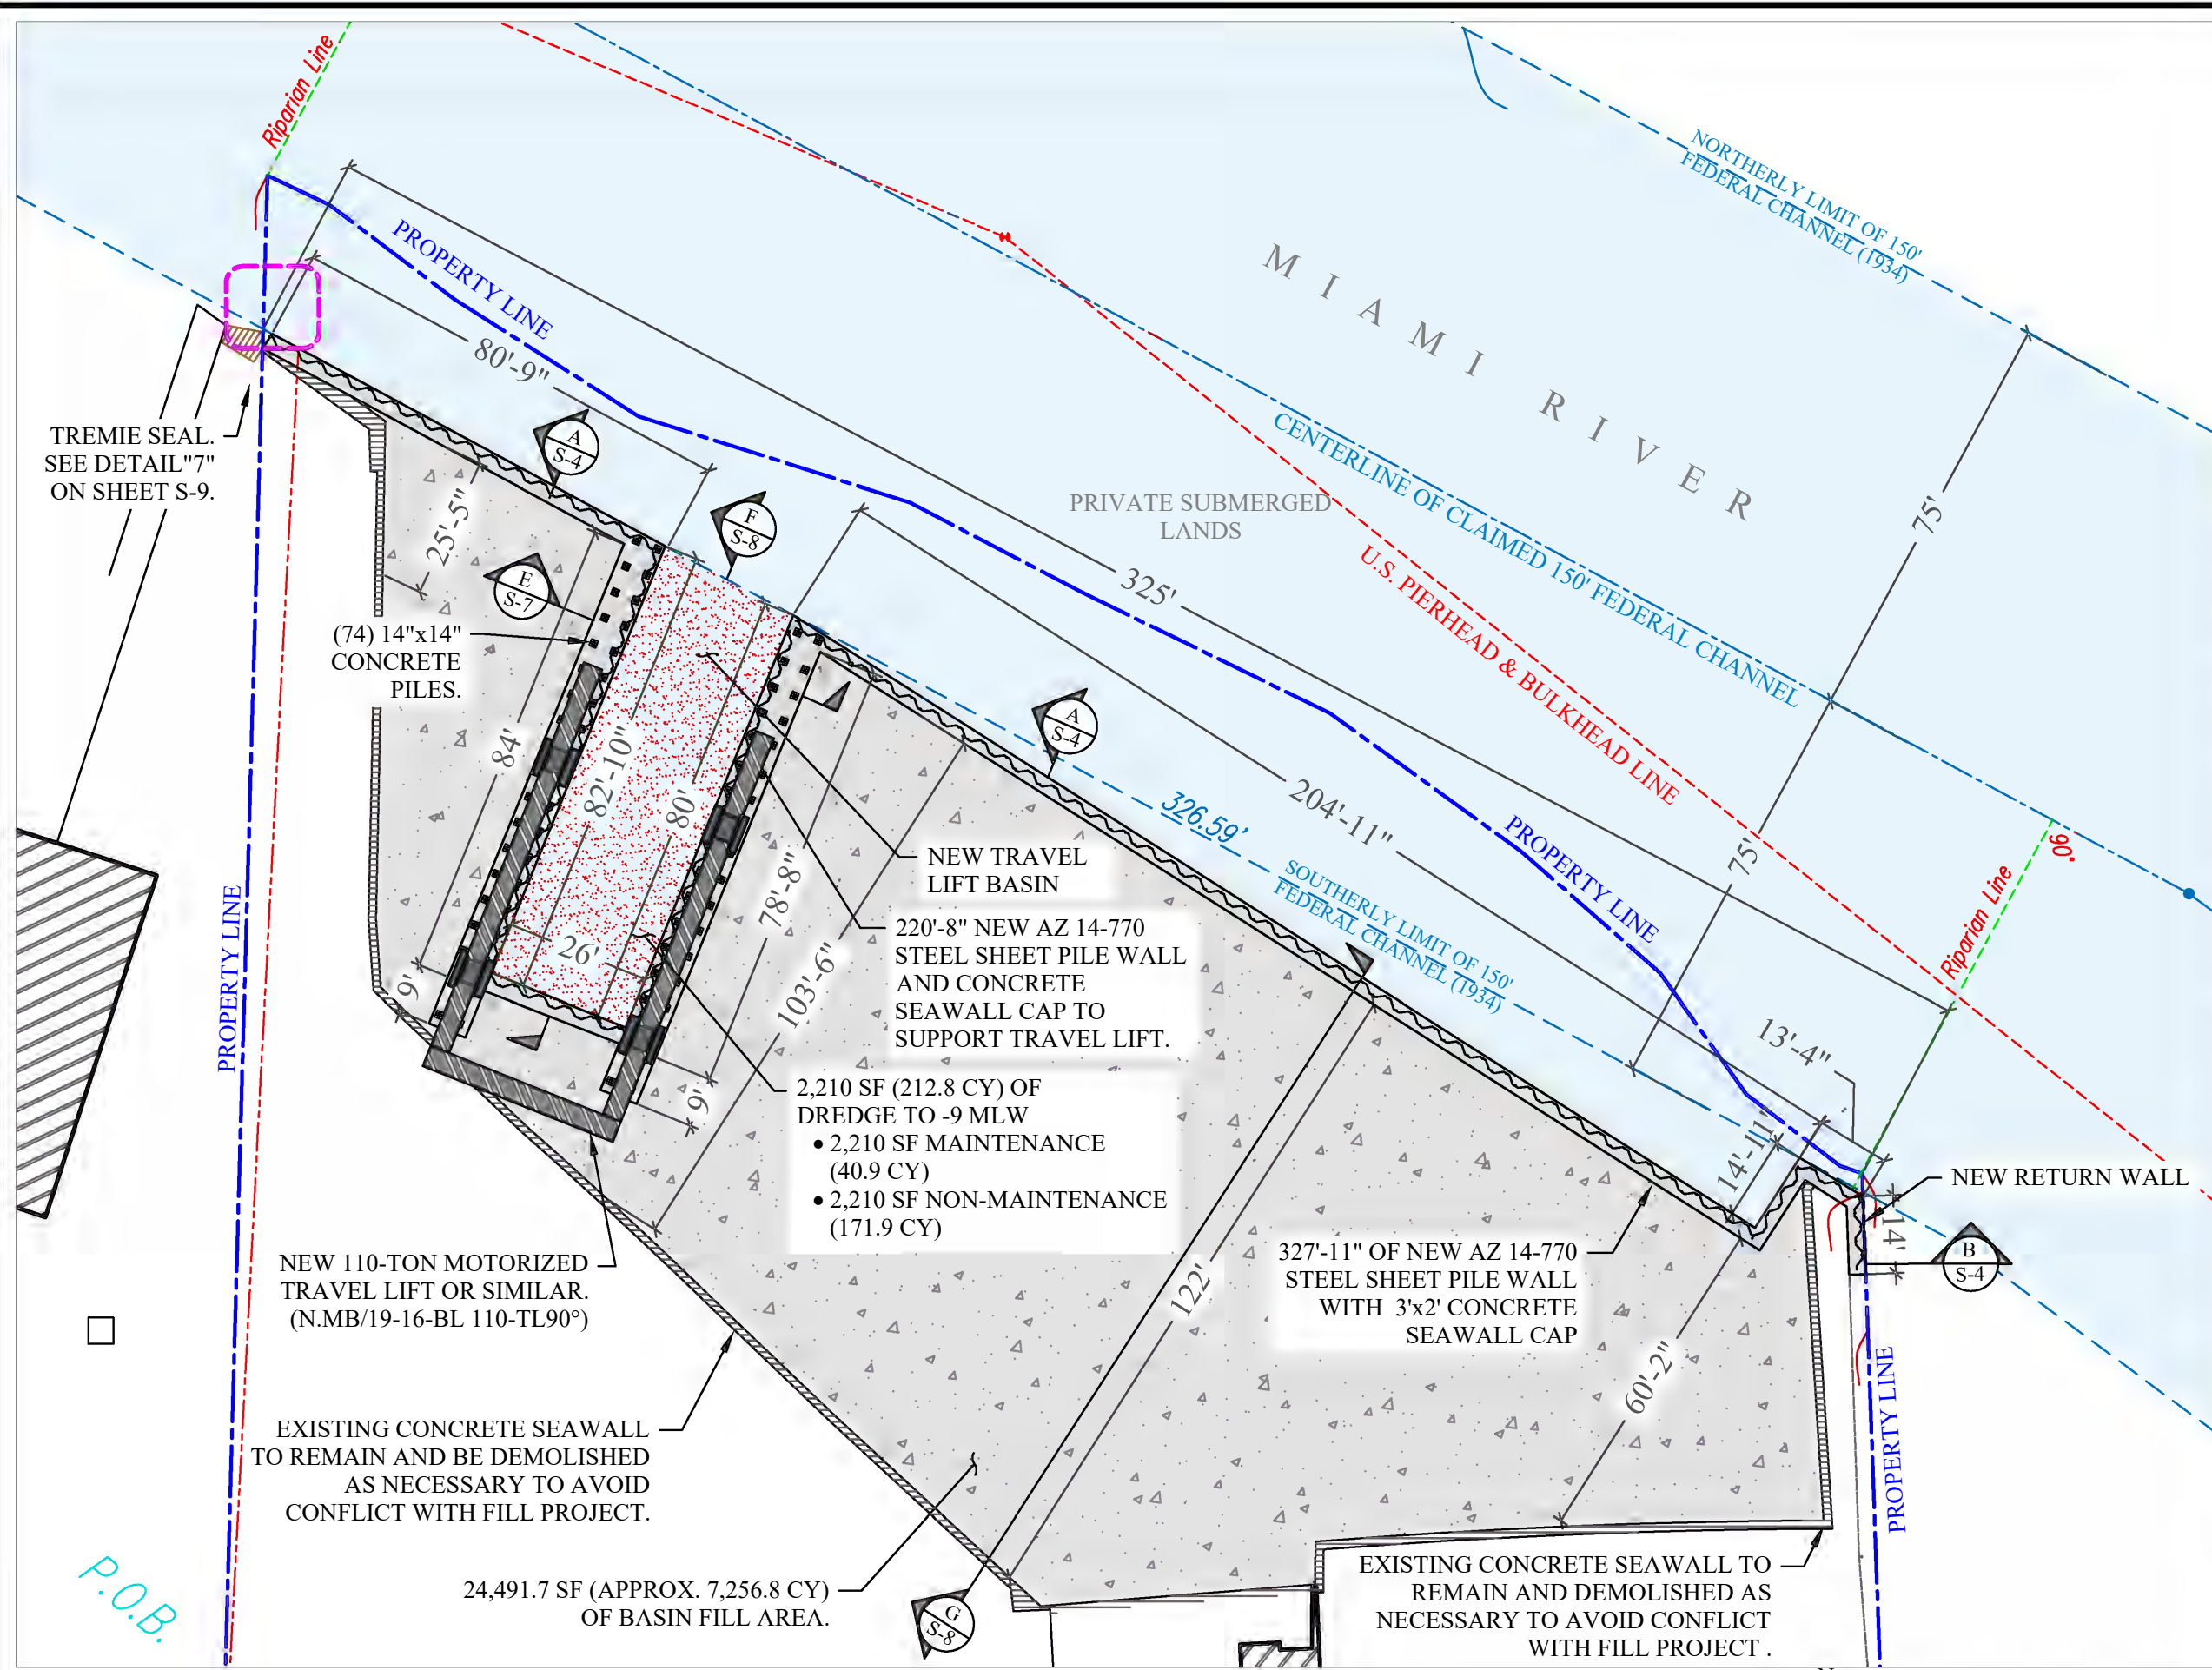 Riparian Line
NORTHERLY LIMIT OF 150'
FEDERAL CHANNEL (1934)
PROPERTY LINE
MIAMI RIVER
80'-9"
TREMIE SEAL.
SEE DETAIL"7"
ON SHEET S-9.
A
S-4
F
S-8
PRIVATE SUBMERGED
LANDS
CENTERLINE OF CLAIMED 150' FEDERAL CHANNEL
75'
25'-5"
E
S-7
325'
U.S. PIERHEAD & BULKHEAD LINE
(74) 14"x14"
CONCRETE
PILES.
A
S-4
84'
82'-10"
80'
326.59'
204'-11"
PROPERTY LINE
75'
90°
Riparian Line
NEW TRAVEL
LIFT BASIN
78'-8"
SOUTHERLY LIMIT OF 150'
FEDERAL CHANNEL (1934)
PROPERTY LINE
26'
9'
103'-6"
220'-8" NEW AZ 14-770
STEEL SHEET PILE WALL
AND CONCRETE
SEAWALL CAP TO
SUPPORT TRAVEL LIFT.
13'-4"
9'
2,210 SF (212.8 CY) OF
DREDGE TO -9 MLW
• 2,210 SF MAINTENANCE
(40.9 CY)
• 2,210 SF NON-MAINTENANCE
(171.9 CY)
14'-11"
NEW RETURN WALL
14'
B
S-4
NEW 110-TON MOTORIZED
TRAVEL LIFT OR SIMILAR.
(N.MB/19-16-BL 110-TL90°)
122'
327'-11" OF NEW AZ 14-770
STEEL SHEET PILE WALL
WITH 3'x2' CONCRETE
SEAWALL CAP
60'-2"
PROPERTY LINE
EXISTING CONCRETE SEAWALL
TO REMAIN AND BE DEMOLISHED
AS NECESSARY TO AVOID
CONFLICT WITH FILL PROJECT.
P.O.B.
24,491.7 SF (APPROX. 7,256.8 CY)
OF BASIN FILL AREA.
G
S-8
EXISTING CONCRETE SEAWALL TO
REMAIN AND DEMOLISHED AS
NECESSARY TO AVOID CONFLICT
WITH FILL PROJECT .